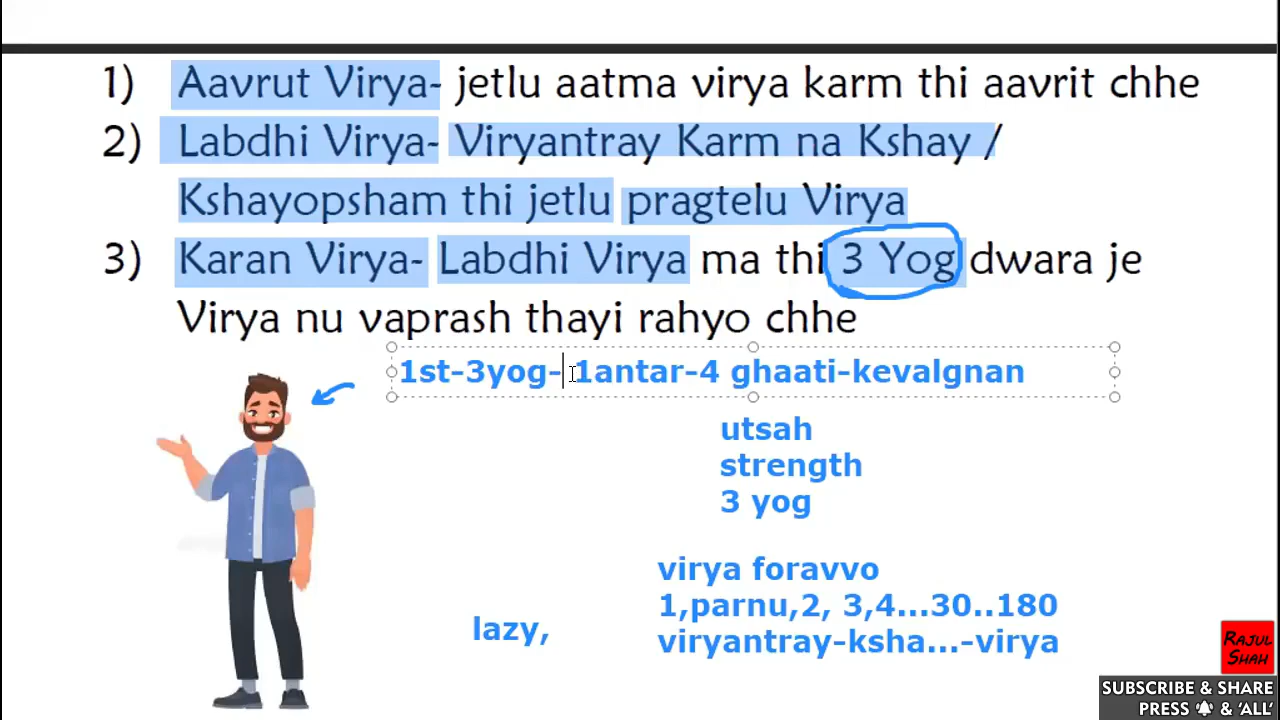 1) Aavrut Virya- jetlu aatma virya karm thi aavrit chhe
2) Labdhi Virya- Viryantray Karm na Kshay /
Kshayopsham thi jetlu pragtelu Virya
3) Karan Virya- Labdhi Virya ma thi 3 Yog dwara je
Virya nu vaprash thayi rahyo chhe
1st-3yog- 1antar-4 ghaati-kevalgnan
utsah
strength
3 yog
virya foravvo
1,parnu,2, 3,4...30..180
lazy,
viryantray-ksha...-virya
RAJUL
SHAH
SUBSCRIBE & SHARE
PRESS & 'ALL'